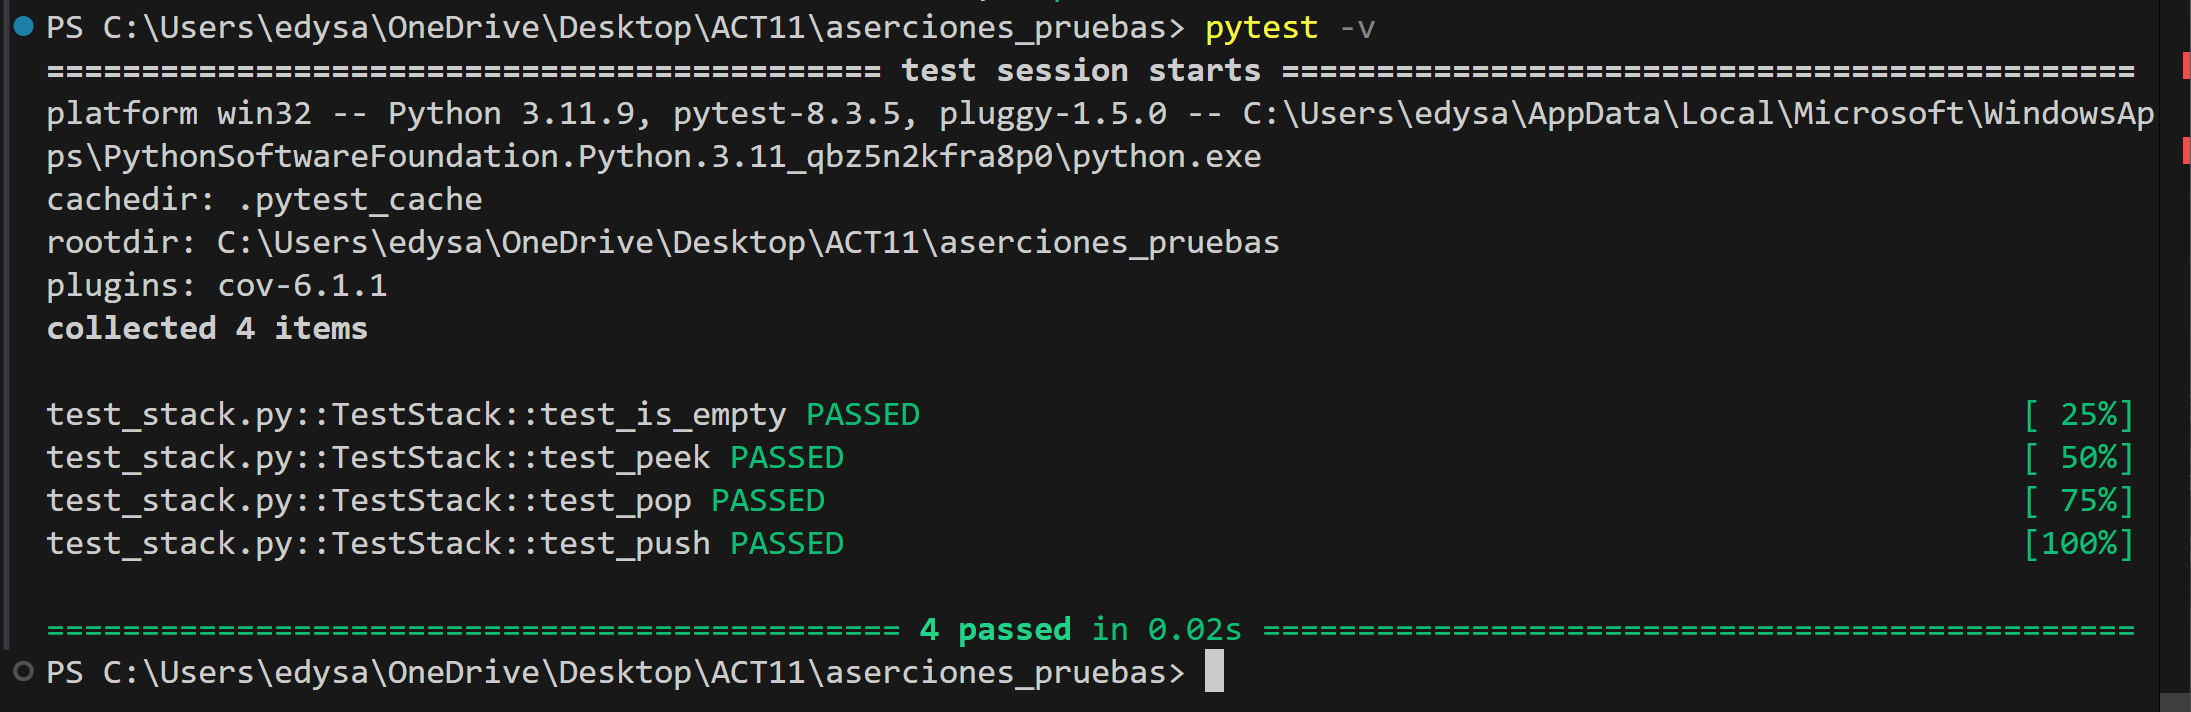 PS C:\Users\edysa\OneDrive\Desktop\ACT11\aserciones_pruebas> pytest -v
============================================ test session starts =============================================
platform win32 -- Python 3.11.9, pytest-8.3.5, pluggy-1.5.0 -- C:\Users\edysa\AppData\Local\Microsoft\WindowsAp
ps\PythonSoftwareFoundation.Python.3.11_qbz5n2kfra8p0\python.exe
cachedir: .pytest_cache
rootdir: C:\Users\edysa\OneDrive\Desktop\ACT11\aserciones_pruebas
plugins: cov-6.1.1
collected 4 items
test_stack.py::TestStack::test_is_empty PASSED [ 25%]
test_stack.py::TestStack::test_peek PASSED [ 50%]
test_stack.py::TestStack::test_pop PASSED [ 75%]
test_stack.py::TestStack::test_push PASSED [100%]
============================================= 4 passed in 0.02s ==============================================
PS C:\Users\edysa\OneDrive\Desktop\ACT11\aserciones_pruebas>